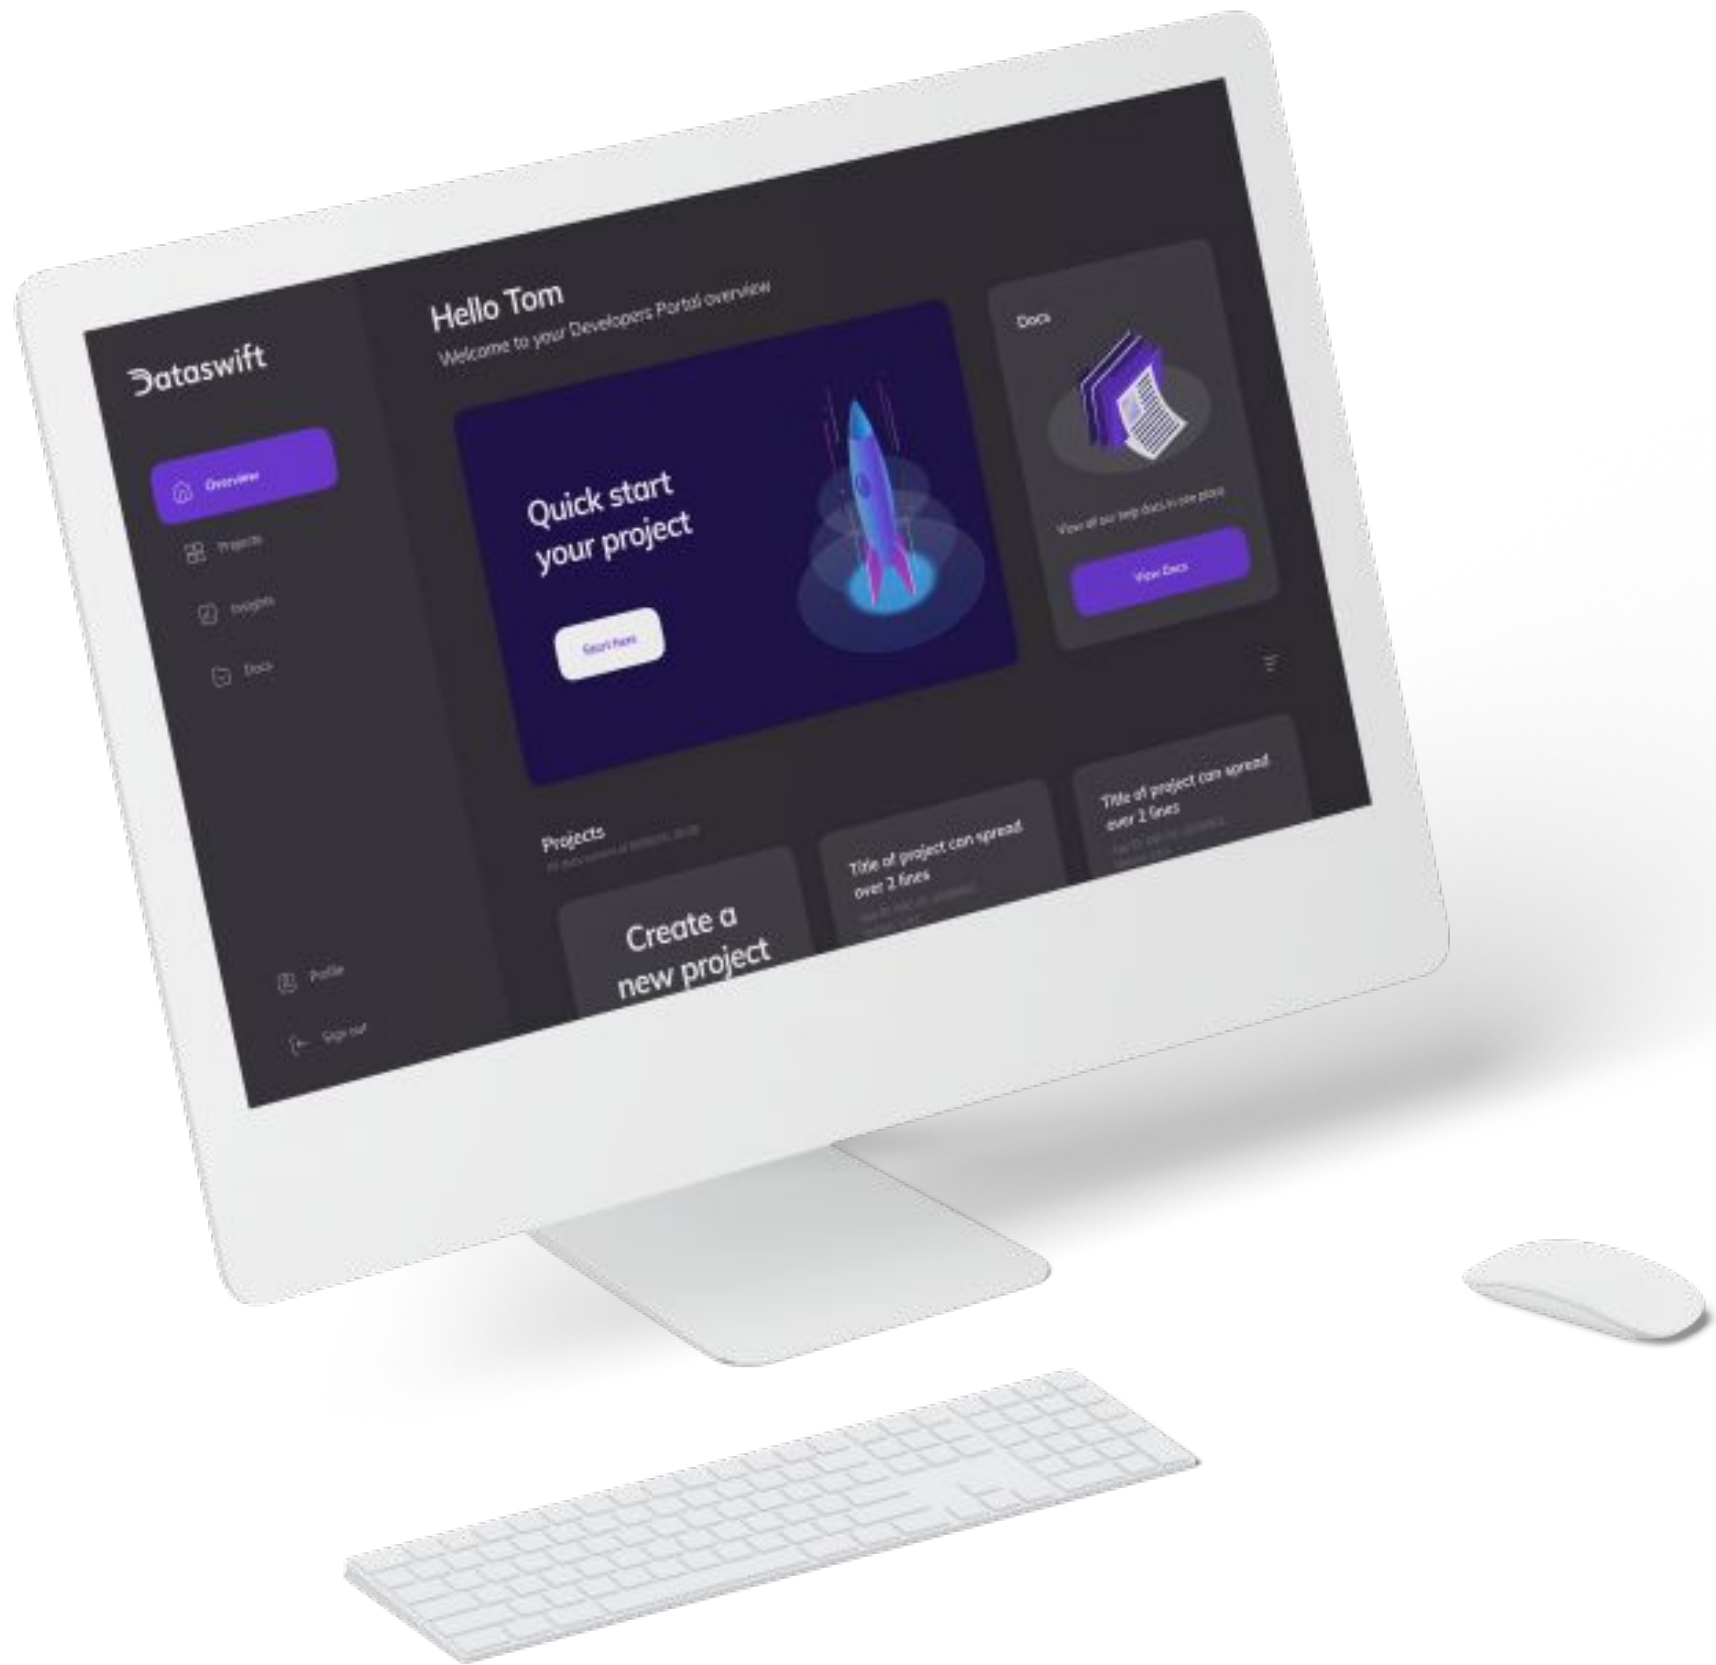 Dataswift
Overview
Projects
Insights
Docs
Profile
Sign out
Hello Tom
Welcome to your Developers Portal overview
Quick start
your project
Start here
Docs
View all our help docs in one place
View Docs
Projects
Create a
new project
Title of project can spread
over 2 lines
Title of project can spread
over 2 lines